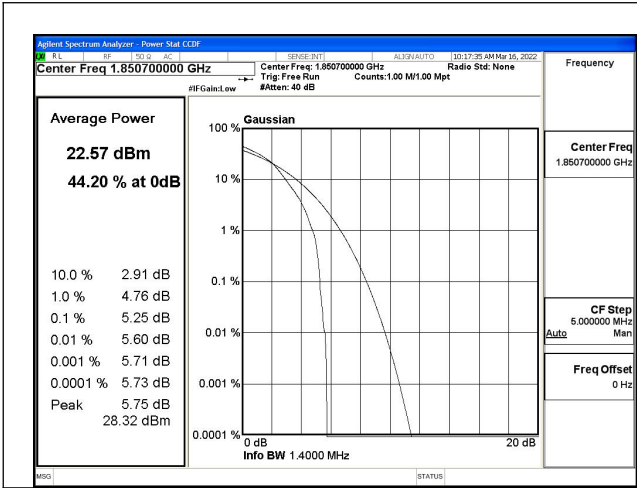 Agilent Spectrum Analyzer - Power Stat CCDF
RL RF 50 Ω AC SENSE:INT ALIGN AUTO 10:17:35 AM Mar 16, 2022
Center Freq 1.850700000 GHz
Center Freq: 1.850700000 GHz Radio Std: None
Trig: Free Run Counts:1.00 M/1.00 Mpt
#IFGain:Low #Atten: 40 dB
Frequency
Center Freq
1.850700000 GHz
CF Step
5.000000 MHz
Auto Man
Freq Offset
0 Hz
Average Power
22.57 dBm
44.20 % at 0dB
10.0 % 2.91 dB
1.0 % 4.76 dB
0.1 % 5.25 dB
0.01 % 5.60 dB
0.001 % 5.71 dB
0.0001 % 5.73 dB
Peak 5.75 dB
28.32 dBm
Gaussian
100 %
10 %
1 %
0.1 %
0.01 %
0.001 %
0.0001 %
0 dB 20 dB
Info BW 1.4000 MHz
MSG STATUS